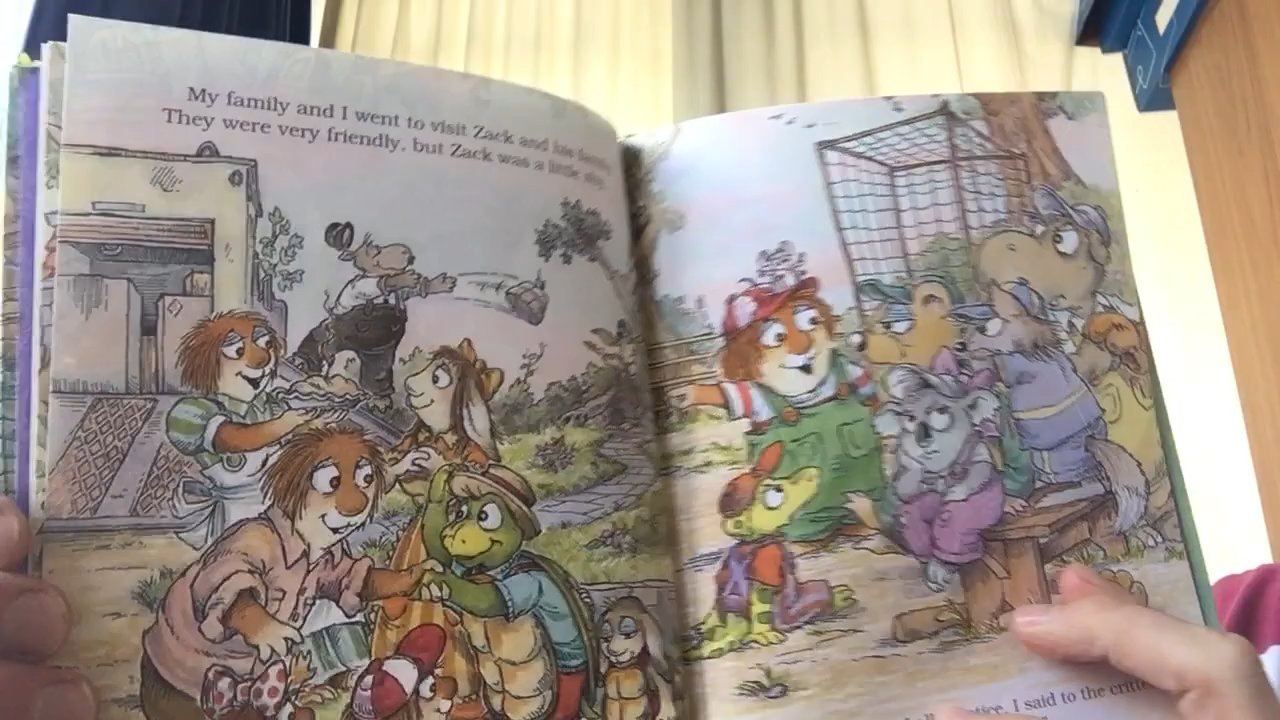 My family and I went to visit Zack and his family.
They were very friendly, but Zack was a little shy.
I said to the